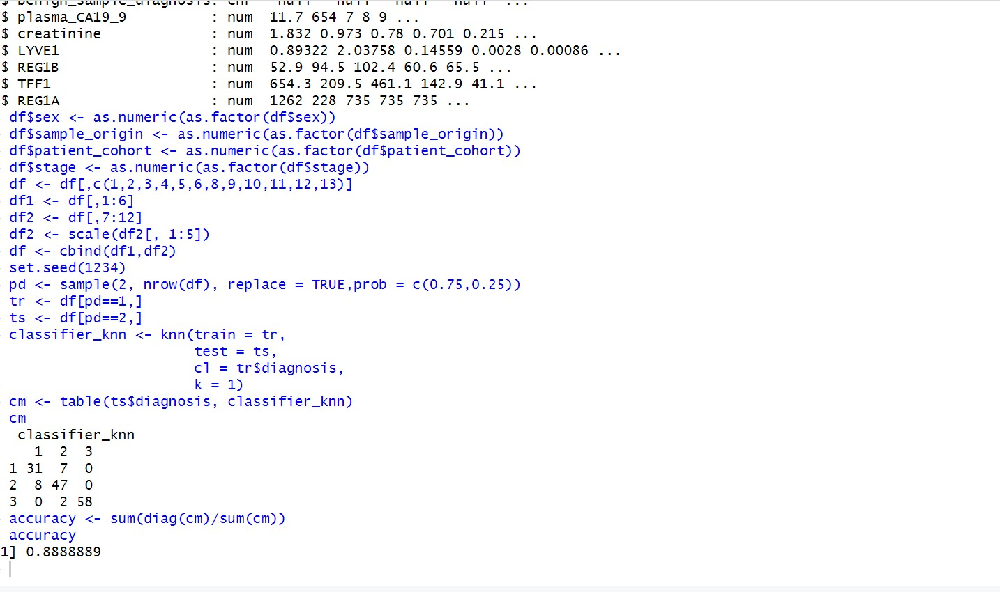 $ plasma_CA19_9          : num  11.7 654 7 8 9 ...
$ creatinine             : num  1.832 0.973 0.78 0.701 0.215 ...
$ LYVE1                  : num  0.89322 2.03758 0.14559 0.0028 0.00086 ...
$ REG1B                  : num  52.9 94.5 102.4 60.6 65.5 ...
$ TFF1                   : num  654.3 209.5 461.1 142.9 41.1 ...
$ REG1A                  : num  1262 228 735 735 735 ...
df$sex <- as.numeric(as.factor(df$sex))
df$sample_origin <- as.numeric(as.factor(df$sample_origin))
df$patient_cohort <- as.numeric(as.factor(df$patient_cohort))
df$stage <- as.numeric(as.factor(df$stage))
df <- df[,c(1,2,3,4,5,6,8,9,10,11,12,13)]
df1 <- df[,1:6]
df2 <- df[,7:12]
df2 <- scale(df2[, 1:5])
df <- cbind(df1,df2)
set.seed(1234)
pd <- sample(2, nrow(df), replace = TRUE,prob = c(0.75,0.25))
tr <- df[pd==1,]
ts <- df[pd==2,]
classifier_knn <- knn(train = tr,
                      test = ts,
                      cl = tr$diagnosis,
                      k = 1)
cm <- table(ts$diagnosis, classifier_knn)
cm
 classifier_knn
   1  2  3
1 31  7  0
2  8 47  0
3  0  2 58
accuracy <- sum(diag(cm)/sum(cm))
accuracy
1] 0.8888889